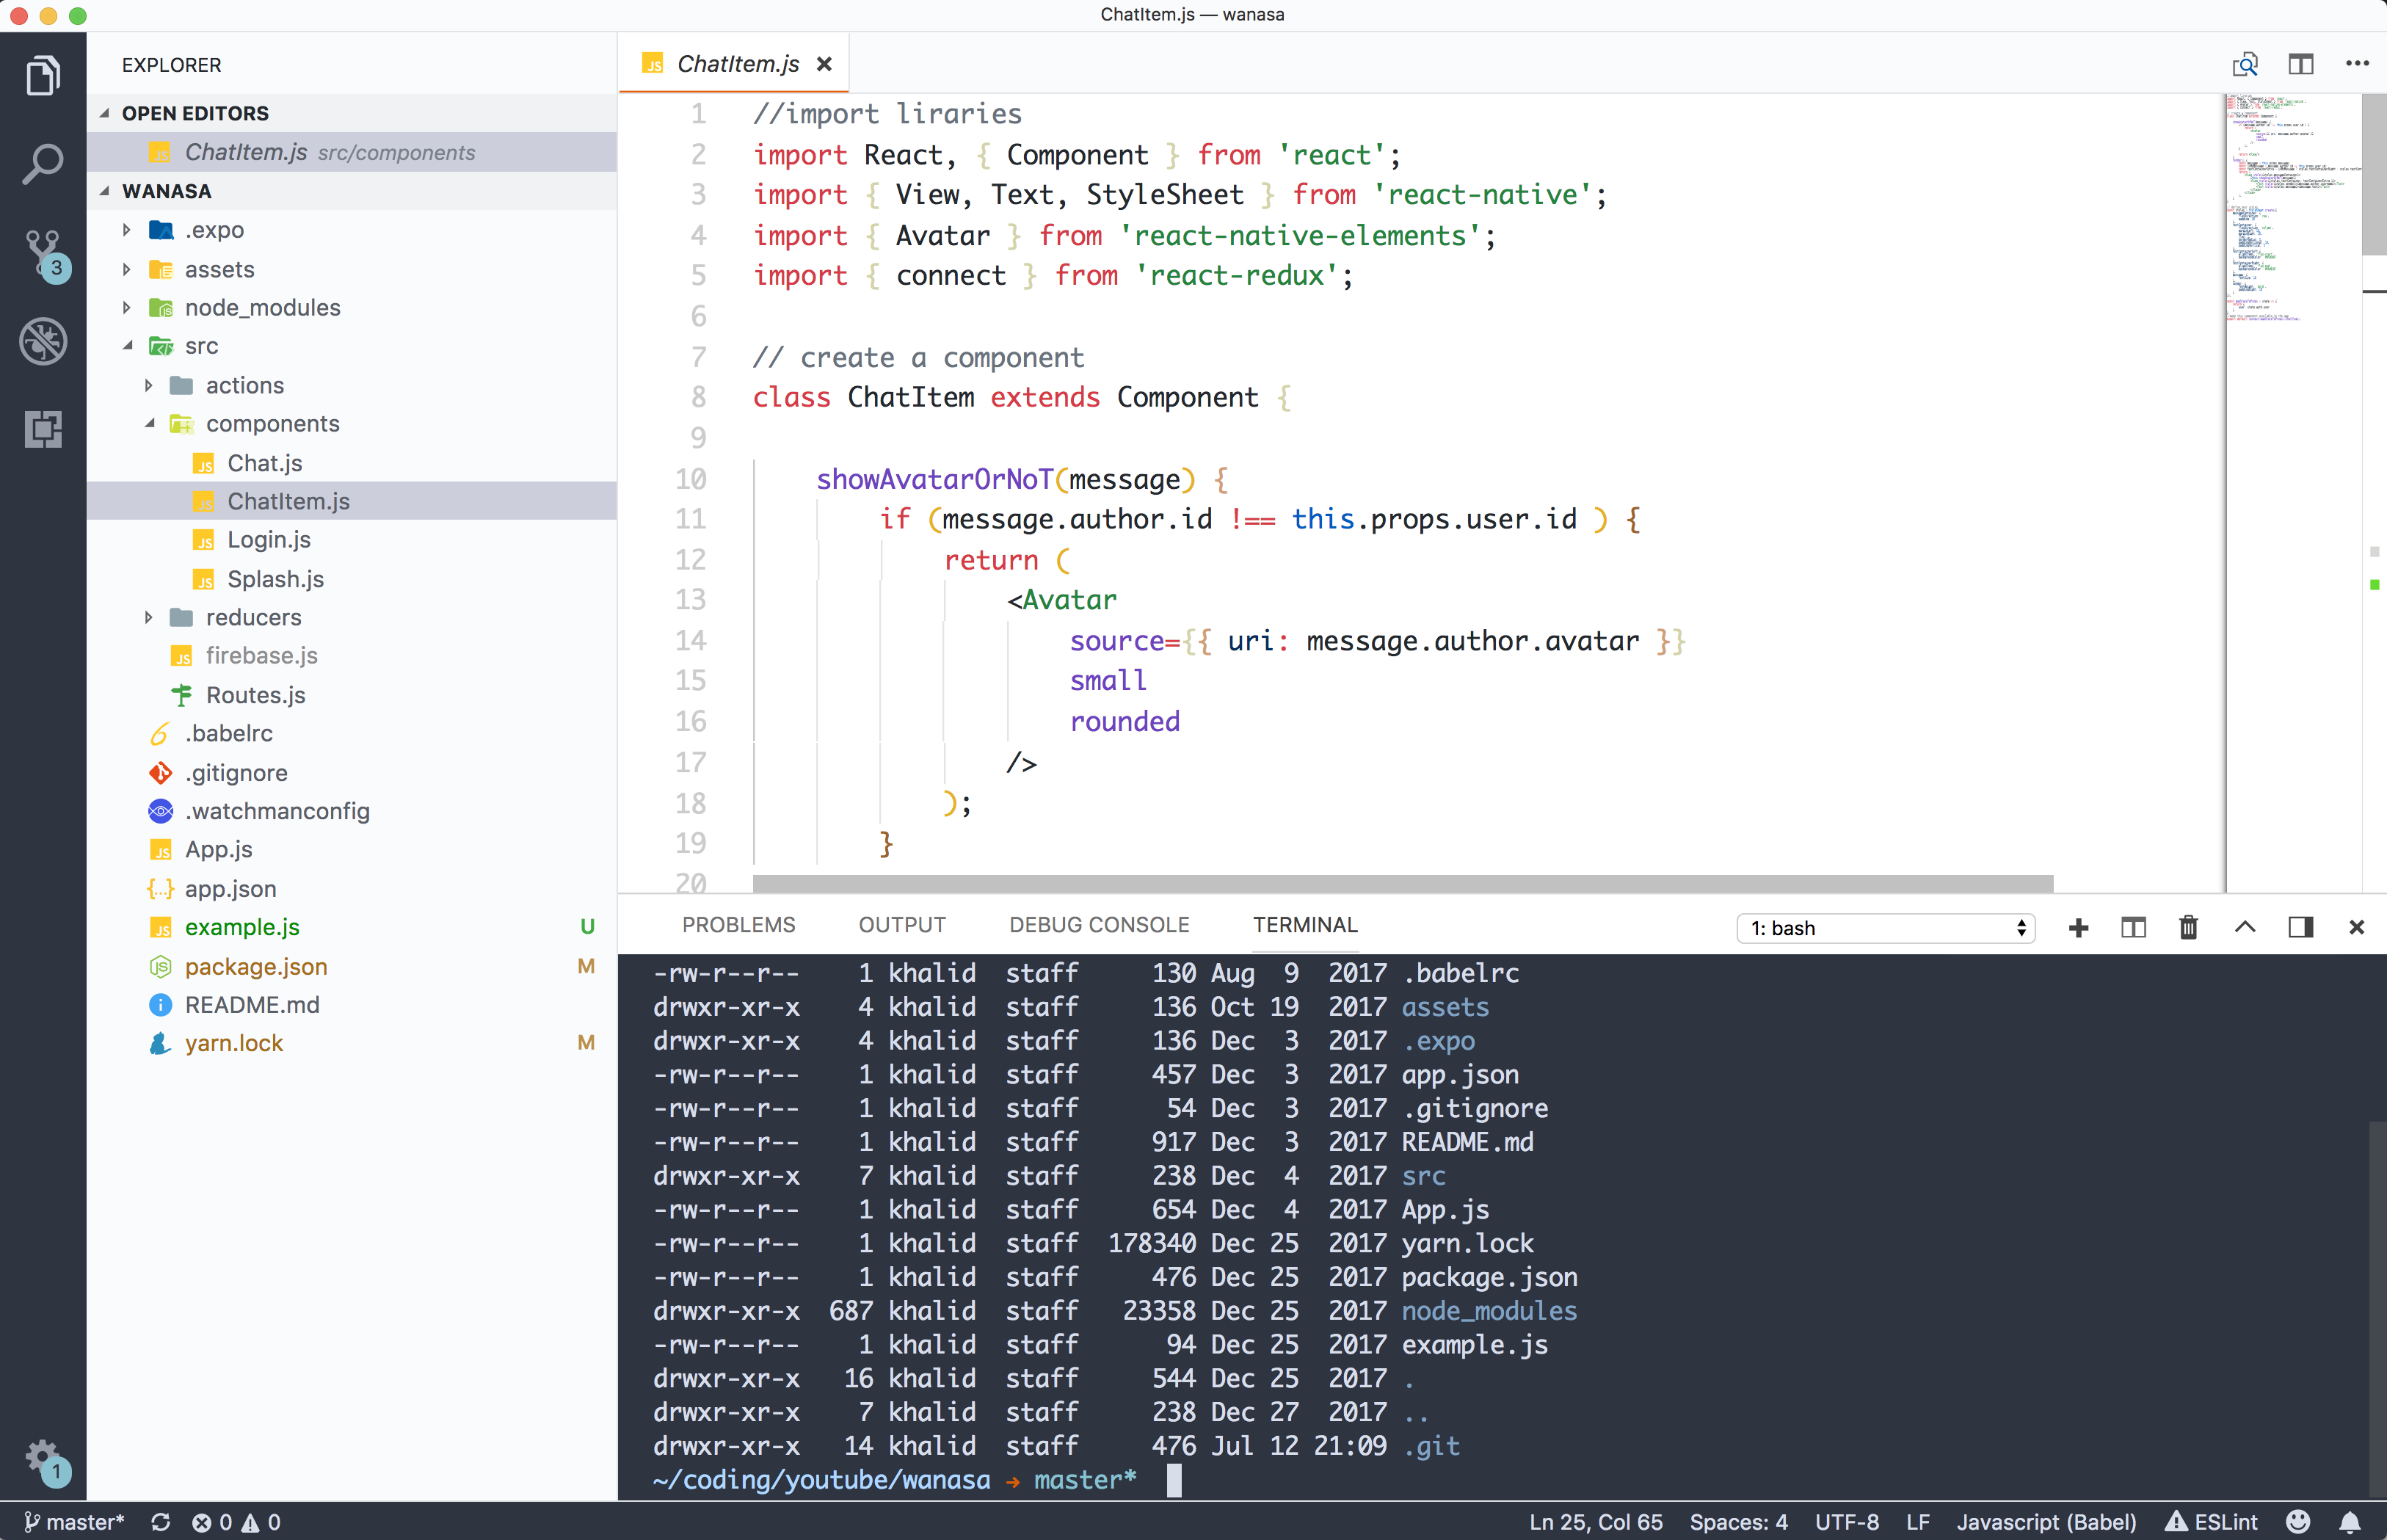 ChatItem.js — wanasa
EXPLORER
OPEN EDITORS
ChatItem.js src/components
WANASA
.expo
assets
node_modules
src
actions
components
Chat.js
ChatItem.js
Login.js
Splash.js
reducers
firebase.js
Routes.js
.babelrc
.gitignore
.watchmanconfig
App.js
app.json
example.js U
package.json M
README.md
yarn.lock M
3
1
ChatItem.js
1 //import liraries
2 import React, { Component } from 'react';
3 import { View, Text, StyleSheet } from 'react-native';
4 import { Avatar } from 'react-native-elements';
5 import { connect } from 'react-redux';
6
7 // create a component
8 class ChatItem extends Component {
9
10 showAvatarOrNoT(message) {
11 if (message.author.id !== this.props.user.id ) {
12 return (
13 <Avatar
14 source={{ uri: message.author.avatar }}
15 small
16 rounded
17 />
18 );
19 }
20
PROBLEMS OUTPUT DEBUG CONSOLE TERMINAL 1: bash
-rw-r--r-- 1 khalid staff 130 Aug 9 2017 .babelrc
drwxr-xr-x 4 khalid staff 136 Oct 19 2017 assets
drwxr-xr-x 4 khalid staff 136 Dec 3 2017 .expo
-rw-r--r-- 1 khalid staff 457 Dec 3 2017 app.json
-rw-r--r-- 1 khalid staff 54 Dec 3 2017 .gitignore
-rw-r--r-- 1 khalid staff 917 Dec 3 2017 README.md
drwxr-xr-x 7 khalid staff 238 Dec 4 2017 src
-rw-r--r-- 1 khalid staff 654 Dec 4 2017 App.js
-rw-r--r-- 1 khalid staff 178340 Dec 25 2017 yarn.lock
-rw-r--r-- 1 khalid staff 476 Dec 25 2017 package.json
drwxr-xr-x 687 khalid staff 23358 Dec 25 2017 node_modules
-rw-r--r-- 1 khalid staff 94 Dec 25 2017 example.js
drwxr-xr-x 16 khalid staff 544 Dec 25 2017 .
drwxr-xr-x 7 khalid staff 238 Dec 27 2017 ..
drwxr-xr-x 14 khalid staff 476 Jul 12 21:09 .git
~/coding/youtube/wanasa → master*
master* 0 0 Ln 25, Col 65 Spaces: 4 UTF-8 LF Javascript (Babel) ESLint